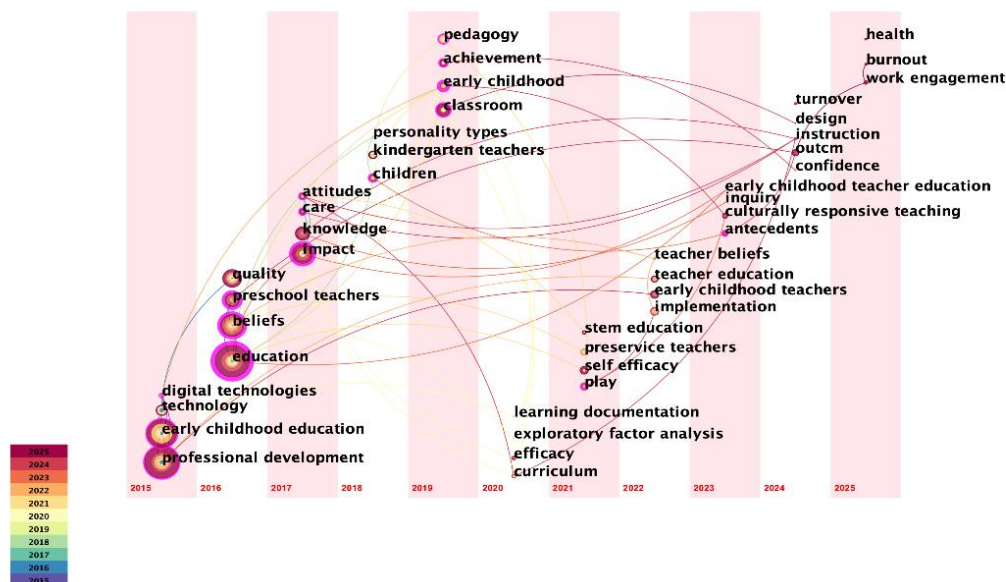 pedagogy
achievement
early childhood
classroom
personality types
kindergarten teachers
children
attitudes
care
knowledge
impact
quality
preschool teachers
beliefs
education
digital technologies
technology
early childhood education
professional development
health
burnout
work engagement
turnover
design
instruction
outcm
confidence
early childhood teacher education
inquiry
culturally responsive teaching
antecedents
teacher beliefs
teacher education
early childhood teachers
implementation
stem education
preservice teachers
self efficacy
play
learning documentation
exploratory factor analysis
efficacy
curriculum
2015 2016 2017 2018 2019 2020 2021 2022 2023 2024 2025
2025
2024
2023
2022
2021
2020
2019
2018
2017
2016
2015